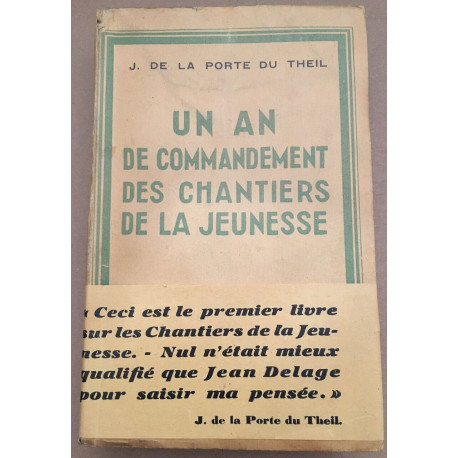 J. DE LA PORTE DU THEIL
UN AN
DE COMMANDEMENT
DES CHANTIERS
DE LA JEUNESSE
« Ceci est le premier livre
sur les Chantiers de la Jeu-
nesse. - Nul n'était mieux
qualifié que Jean Delage
pour saisir ma pensée. »
J. de la Porte du Theil.